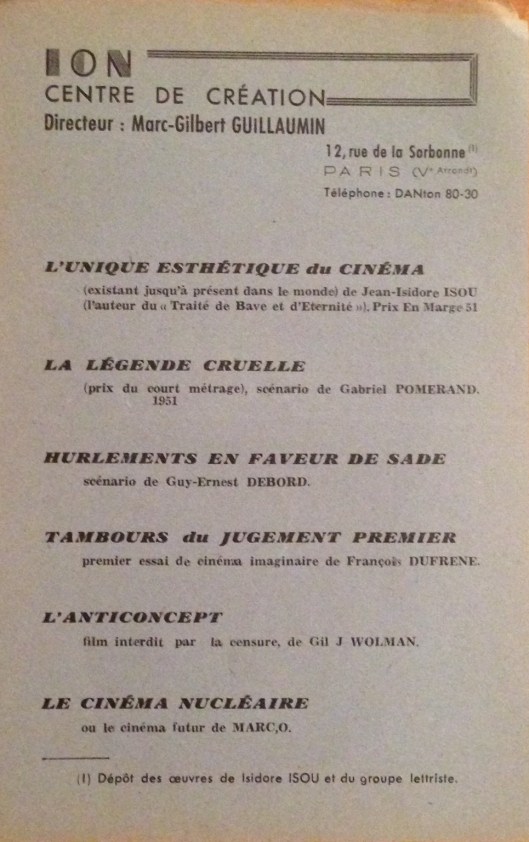 ION
CENTRE DE CRÉATION
Directeur : Marc-Gilbert GUILLAUMIN
12, rue de la Sorbonne (1)
PARIS (Ve Arrondt)
Téléphone : DANton 80-30
L'UNIQUE ESTHÉTIQUE du CINÉMA
(existant jusqu'à présent dans le monde) de Jean-Isidore ISOU
(l'auteur du « Traité de Bave et d'Eternité »), Prix En Marge 51
LA LÉGENDE CRUELLE
(prix du court métrage), scénario de Gabriel POMERAND.
1951
HURLEMENTS EN FAVEUR DE SADE
scénario de Guy-Ernest DEBORD.
TAMBOURS du JUGEMENT PREMIER
premier essai de cinéma imaginaire de François DUFRENE.
L'ANTICONCEPT
film interdit par la censure, de Gil J WOLMAN.
LE CINÉMA NUCLÉAIRE
ou le cinéma futur de MARC,O.
(1) Dépôt des œuvres de Isidore ISOU et du groupe lettriste.